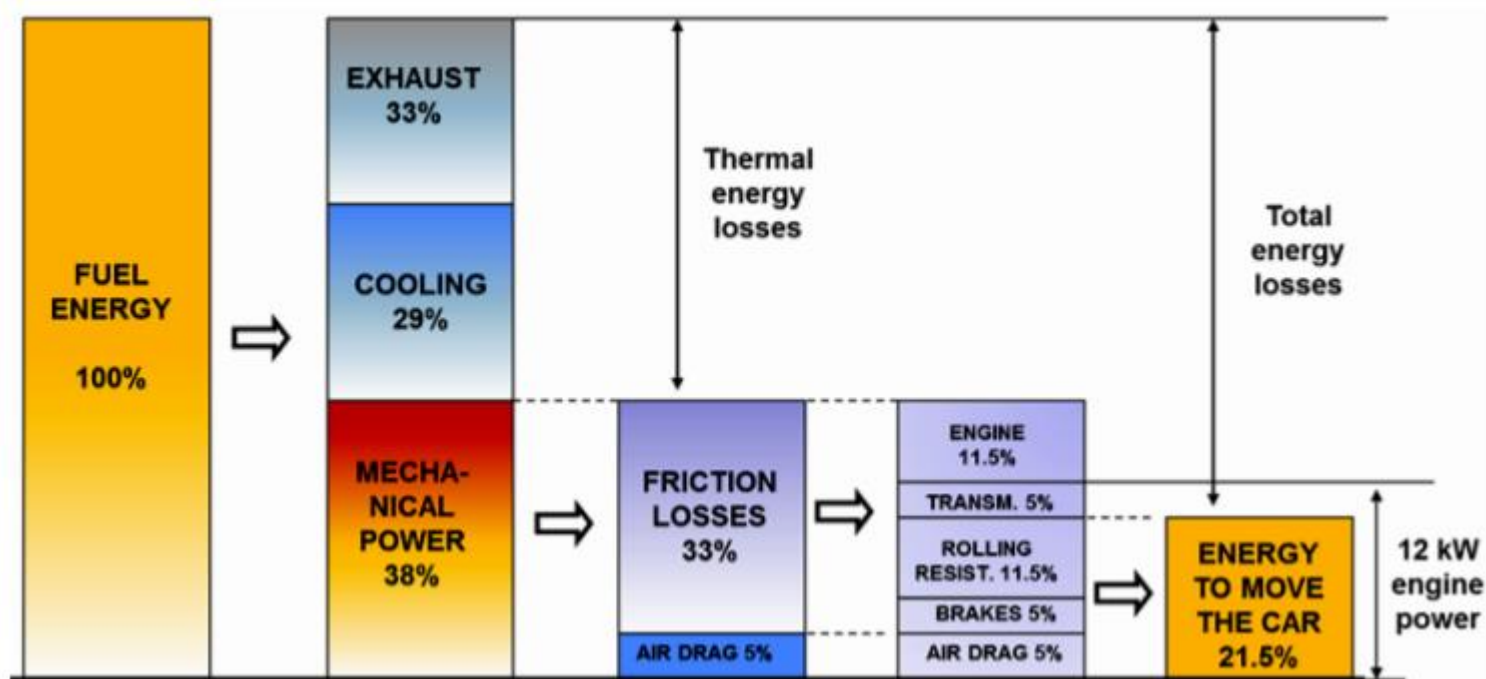 FUEL
ENERGY
100%
EXHAUST
33%
COOLING
29%
MECHA-
NICAL
POWER
38%
Thermal
energy
losses
FRICTION
LOSSES
33%
AIR DRAG 5%
ENGINE
11.5%
TRANSM. 5%
ROLLING
RESIST. 11.5%
BRAKES 5%
AIR DRAG 5%
Total
energy
losses
ENERGY
TO MOVE
THE CAR
21.5%
12 kW
engine
power